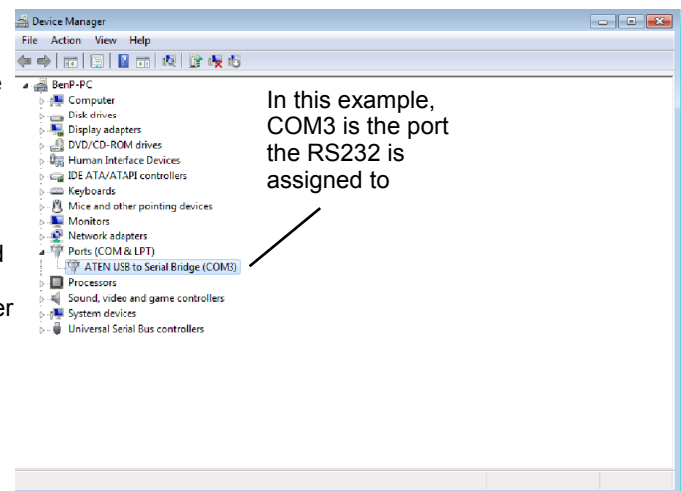 Device Manager
File Action View Help
BenP-PC
Computer
Disk drives
Display adapters
DVD/CD-ROM drives
Human Interface Devices
IDE ATA/ATAPI controllers
Keyboards
Mice and other pointing devices
Monitors
Network adapters
Ports (COM & LPT)
ATEN USB to Serial Bridge (COM3)
Processors
Sound, video and game controllers
System devices
Universal Serial Bus controllers
In this example,
COM3 is the port
the RS232 is
assigned to